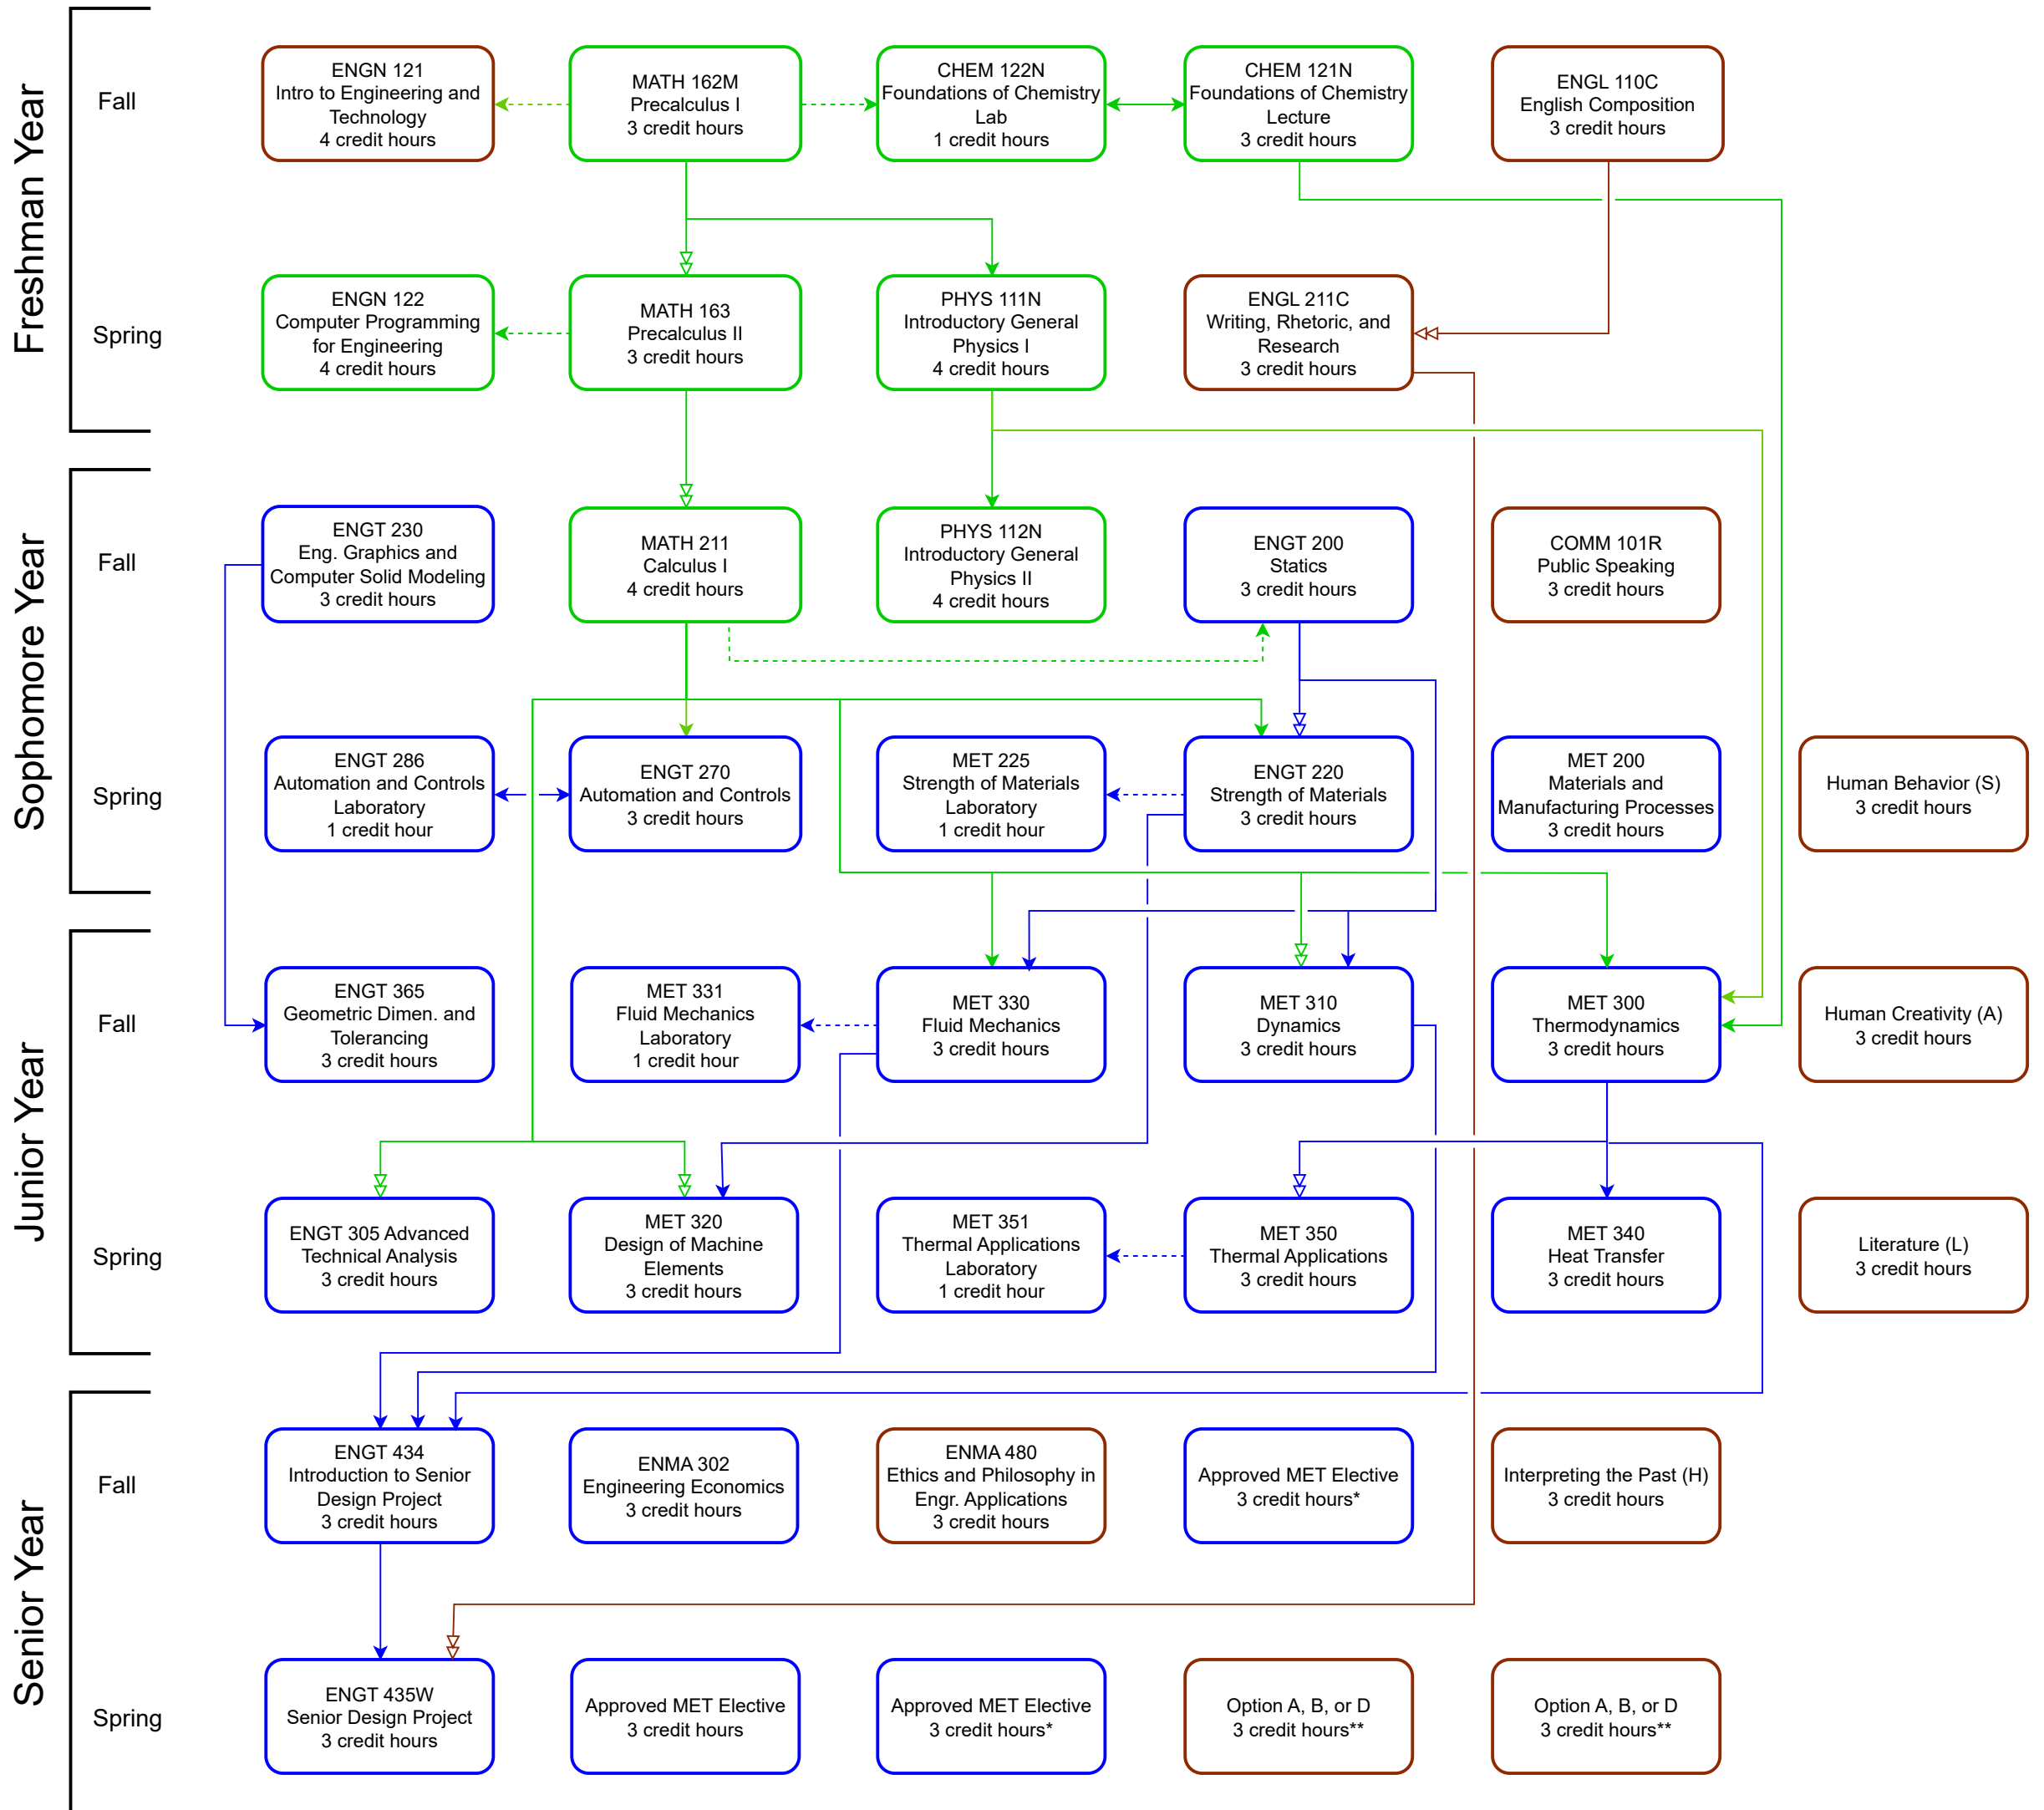 Freshman Year
Fall
ENGN 121
Intro to Engineering and
Technology
4 credit hours
MATH 162M
Precalculus I
3 credit hours
CHEM 122N
Foundations of Chemistry
Lab
1 credit hours
CHEM 121N
Foundations of Chemistry
Lecture
3 credit hours
ENGL 110C
English Composition
3 credit hours
Spring
ENGN 122
Computer Programming
for Engineering
4 credit hours
MATH 163
Precalculus II
3 credit hours
PHYS 111N
Introductory General
Physics I
4 credit hours
ENGL 211C
Writing, Rhetoric, and
Research
3 credit hours
Sophomore Year
Fall
ENGT 230
Eng. Graphics and
Computer Solid Modeling
3 credit hours
MATH 211
Calculus I
4 credit hours
PHYS 112N
Introductory General
Physics II
4 credit hours
ENGT 200
Statics
3 credit hours
COMM 101R
Public Speaking
3 credit hours
Spring
ENGT 286
Automation and Controls
Laboratory
1 credit hour
ENGT 270
Automation and Controls
3 credit hours
MET 225
Strength of Materials
Laboratory
1 credit hour
ENGT 220
Strength of Materials
3 credit hours
MET 200
Materials and
Manufacturing Processes
3 credit hours
Human Behavior (S)
3 credit hours
Junior Year
Fall
ENGT 365
Geometric Dimen. and
Tolerancing
3 credit hours
MET 331
Fluid Mechanics
Laboratory
1 credit hour
MET 330
Fluid Mechanics
3 credit hours
MET 310
Dynamics
3 credit hours
MET 300
Thermodynamics
3 credit hours
Human Creativity (A)
3 credit hours
Spring
ENGT 305 Advanced
Technical Analysis
3 credit hours
MET 320
Design of Machine
Elements
3 credit hours
MET 351
Thermal Applications
Laboratory
1 credit hour
MET 350
Thermal Applications
3 credit hours
MET 340
Heat Transfer
3 credit hours
Literature (L)
3 credit hours
Senior Year
Fall
ENGT 434
Introduction to Senior
Design Project
3 credit hours
ENMA 302
Engineering Economics
3 credit hours
ENMA 480
Ethics and Philosophy in
Engr. Applications
3 credit hours
Approved MET Elective
3 credit hours*
Interpreting the Past (H)
3 credit hours
Spring
ENGT 435W
Senior Design Project
3 credit hours
Approved MET Elective
3 credit hours
Approved MET Elective
3 credit hours*
Option A, B, or D
3 credit hours**
Option A, B, or D
3 credit hours**